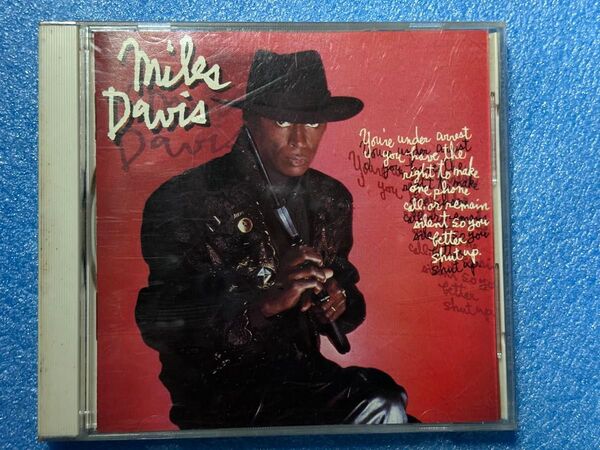 Miles
Davis
You're under arrest
you have the
right to make
one phone
call or remain
silent so you
better
shut up.